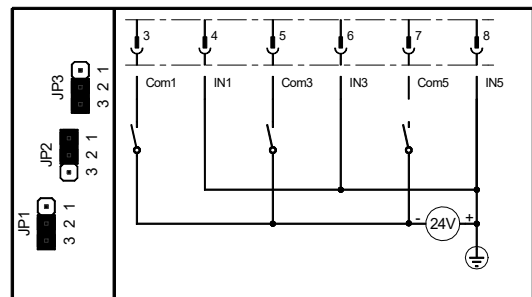 3 4 5 6 7 8
Com1 IN1 Com3 IN3 Com5 IN5
JP3
3 2 1
JP2
3 2 1
JP1
3 2 1
- 24V +